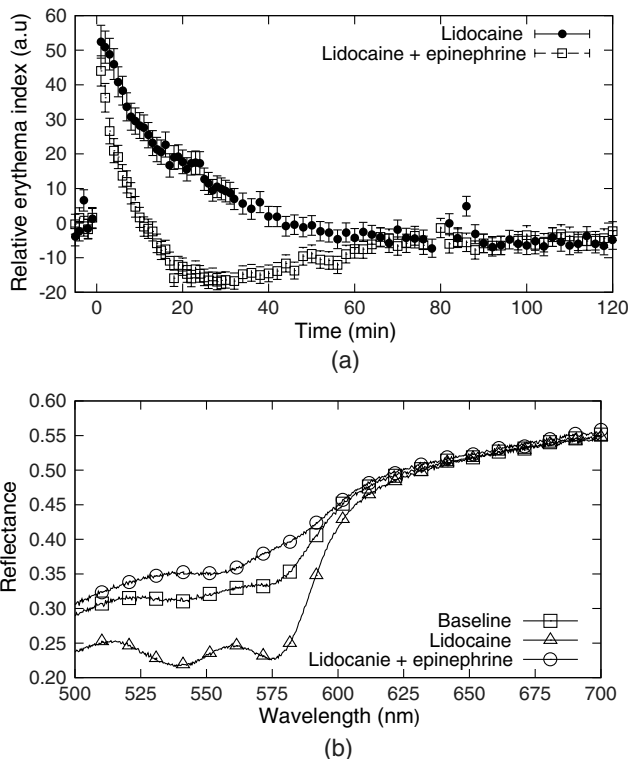 60
50
40
30
20
10
0
-10
-20
Relative erythema index (a.u)
Lidocaine
Lidocaine + epinephrine
0 20 40 60 80 100 120
Time (min)
(a)
0.60
0.55
0.50
0.45
0.40
0.35
0.30
0.25
0.20
Reflectance
Baseline
Lidocaine
Lidocanie + epinephrine
500 525 550 575 600 625 650 675 700
Wavelength (nm)
(b)